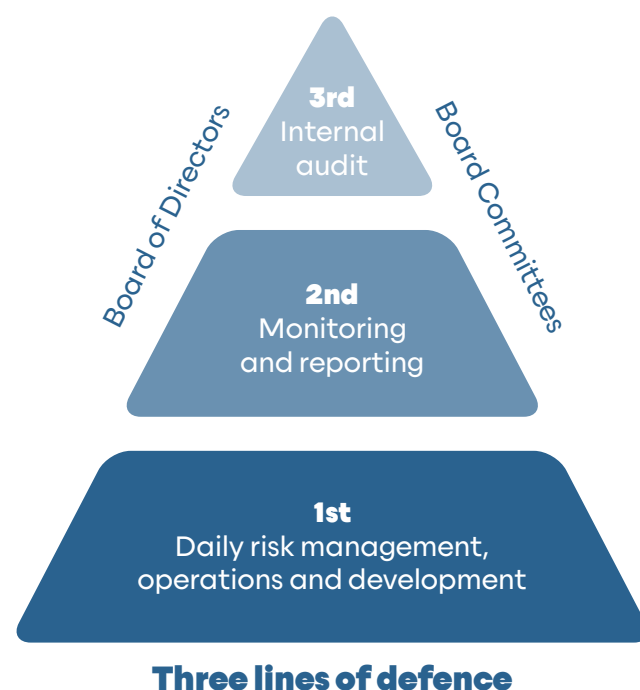 Board of Directors
Board Committees
3rd
Internal
audit
2nd
Monitoring
and reporting
1st
Daily risk management,
operations and development
Three lines of defence